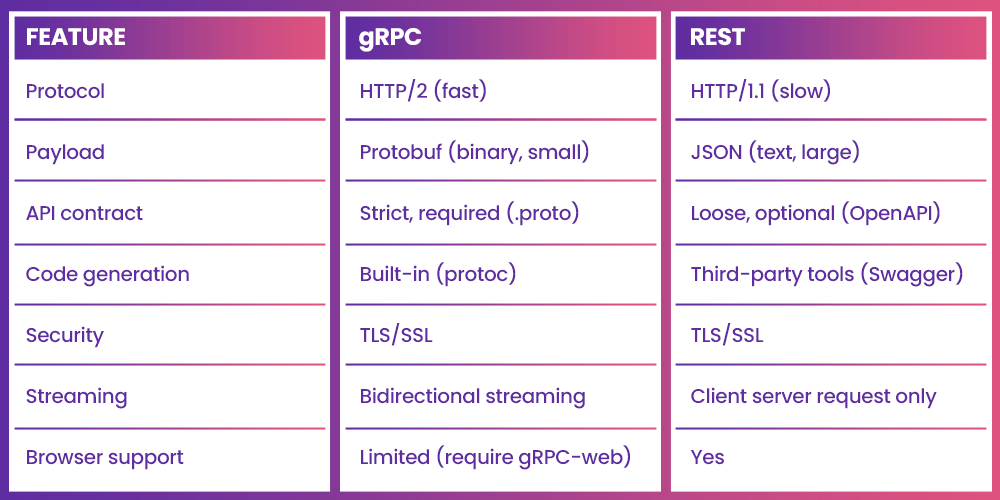 FEATURE gRPC REST
Protocol HTTP/2 (fast) HTTP/1.1 (slow)
Payload Protobuf (binary, small) JSON (text, large)
API contract Strict, required (.proto) Loose, optional (OpenAPI)
Code generation Built-in (protoc) Third-party tools (Swagger)
Security TLS/SSL TLS/SSL
Streaming Bidirectional streaming Client server request only
Browser support Limited (require gRPC-web) Yes